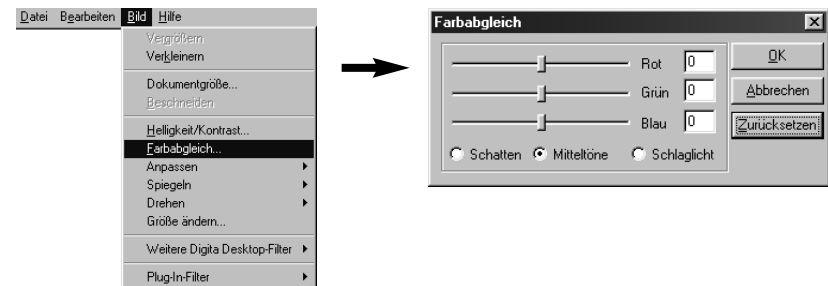 Datei Bearbeiten Bild Hilfe
Vergrößern
Verkleinern
Dokumentgröße...
Beschneiden
Helligkeit/Kontrast...
Farbabgleich...
Anpassen
Spiegeln
Drehen
Größe ändern...
Weitere Digita Desktop-Filter
Plug-In-Filter
Farbabgleich
Rot 0
Grün 0
Blau 0
Schatten Mitteltöne Schlaglicht
OK
Abbrechen
Zurücksetzen